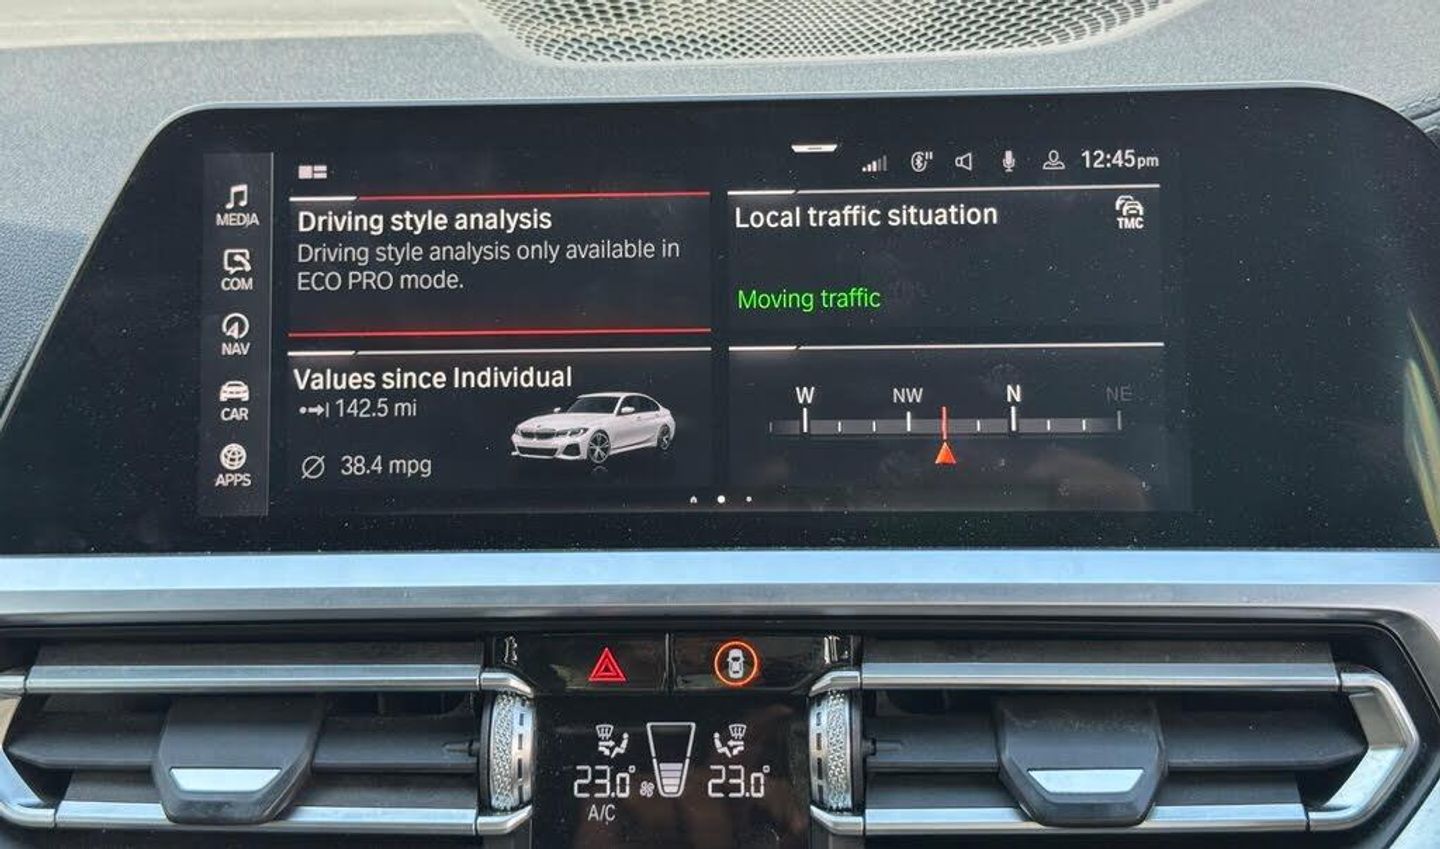 12:45pm
MEDIA
COM
NAV
CAR
APPS
Driving style analysis
Driving style analysis only available in
ECO PRO mode.
Local traffic situation
TMC
Moving traffic
Values since Individual
142.5 mi
38.4 mpg
W NW N NE
23.0° 23.0°
A/C